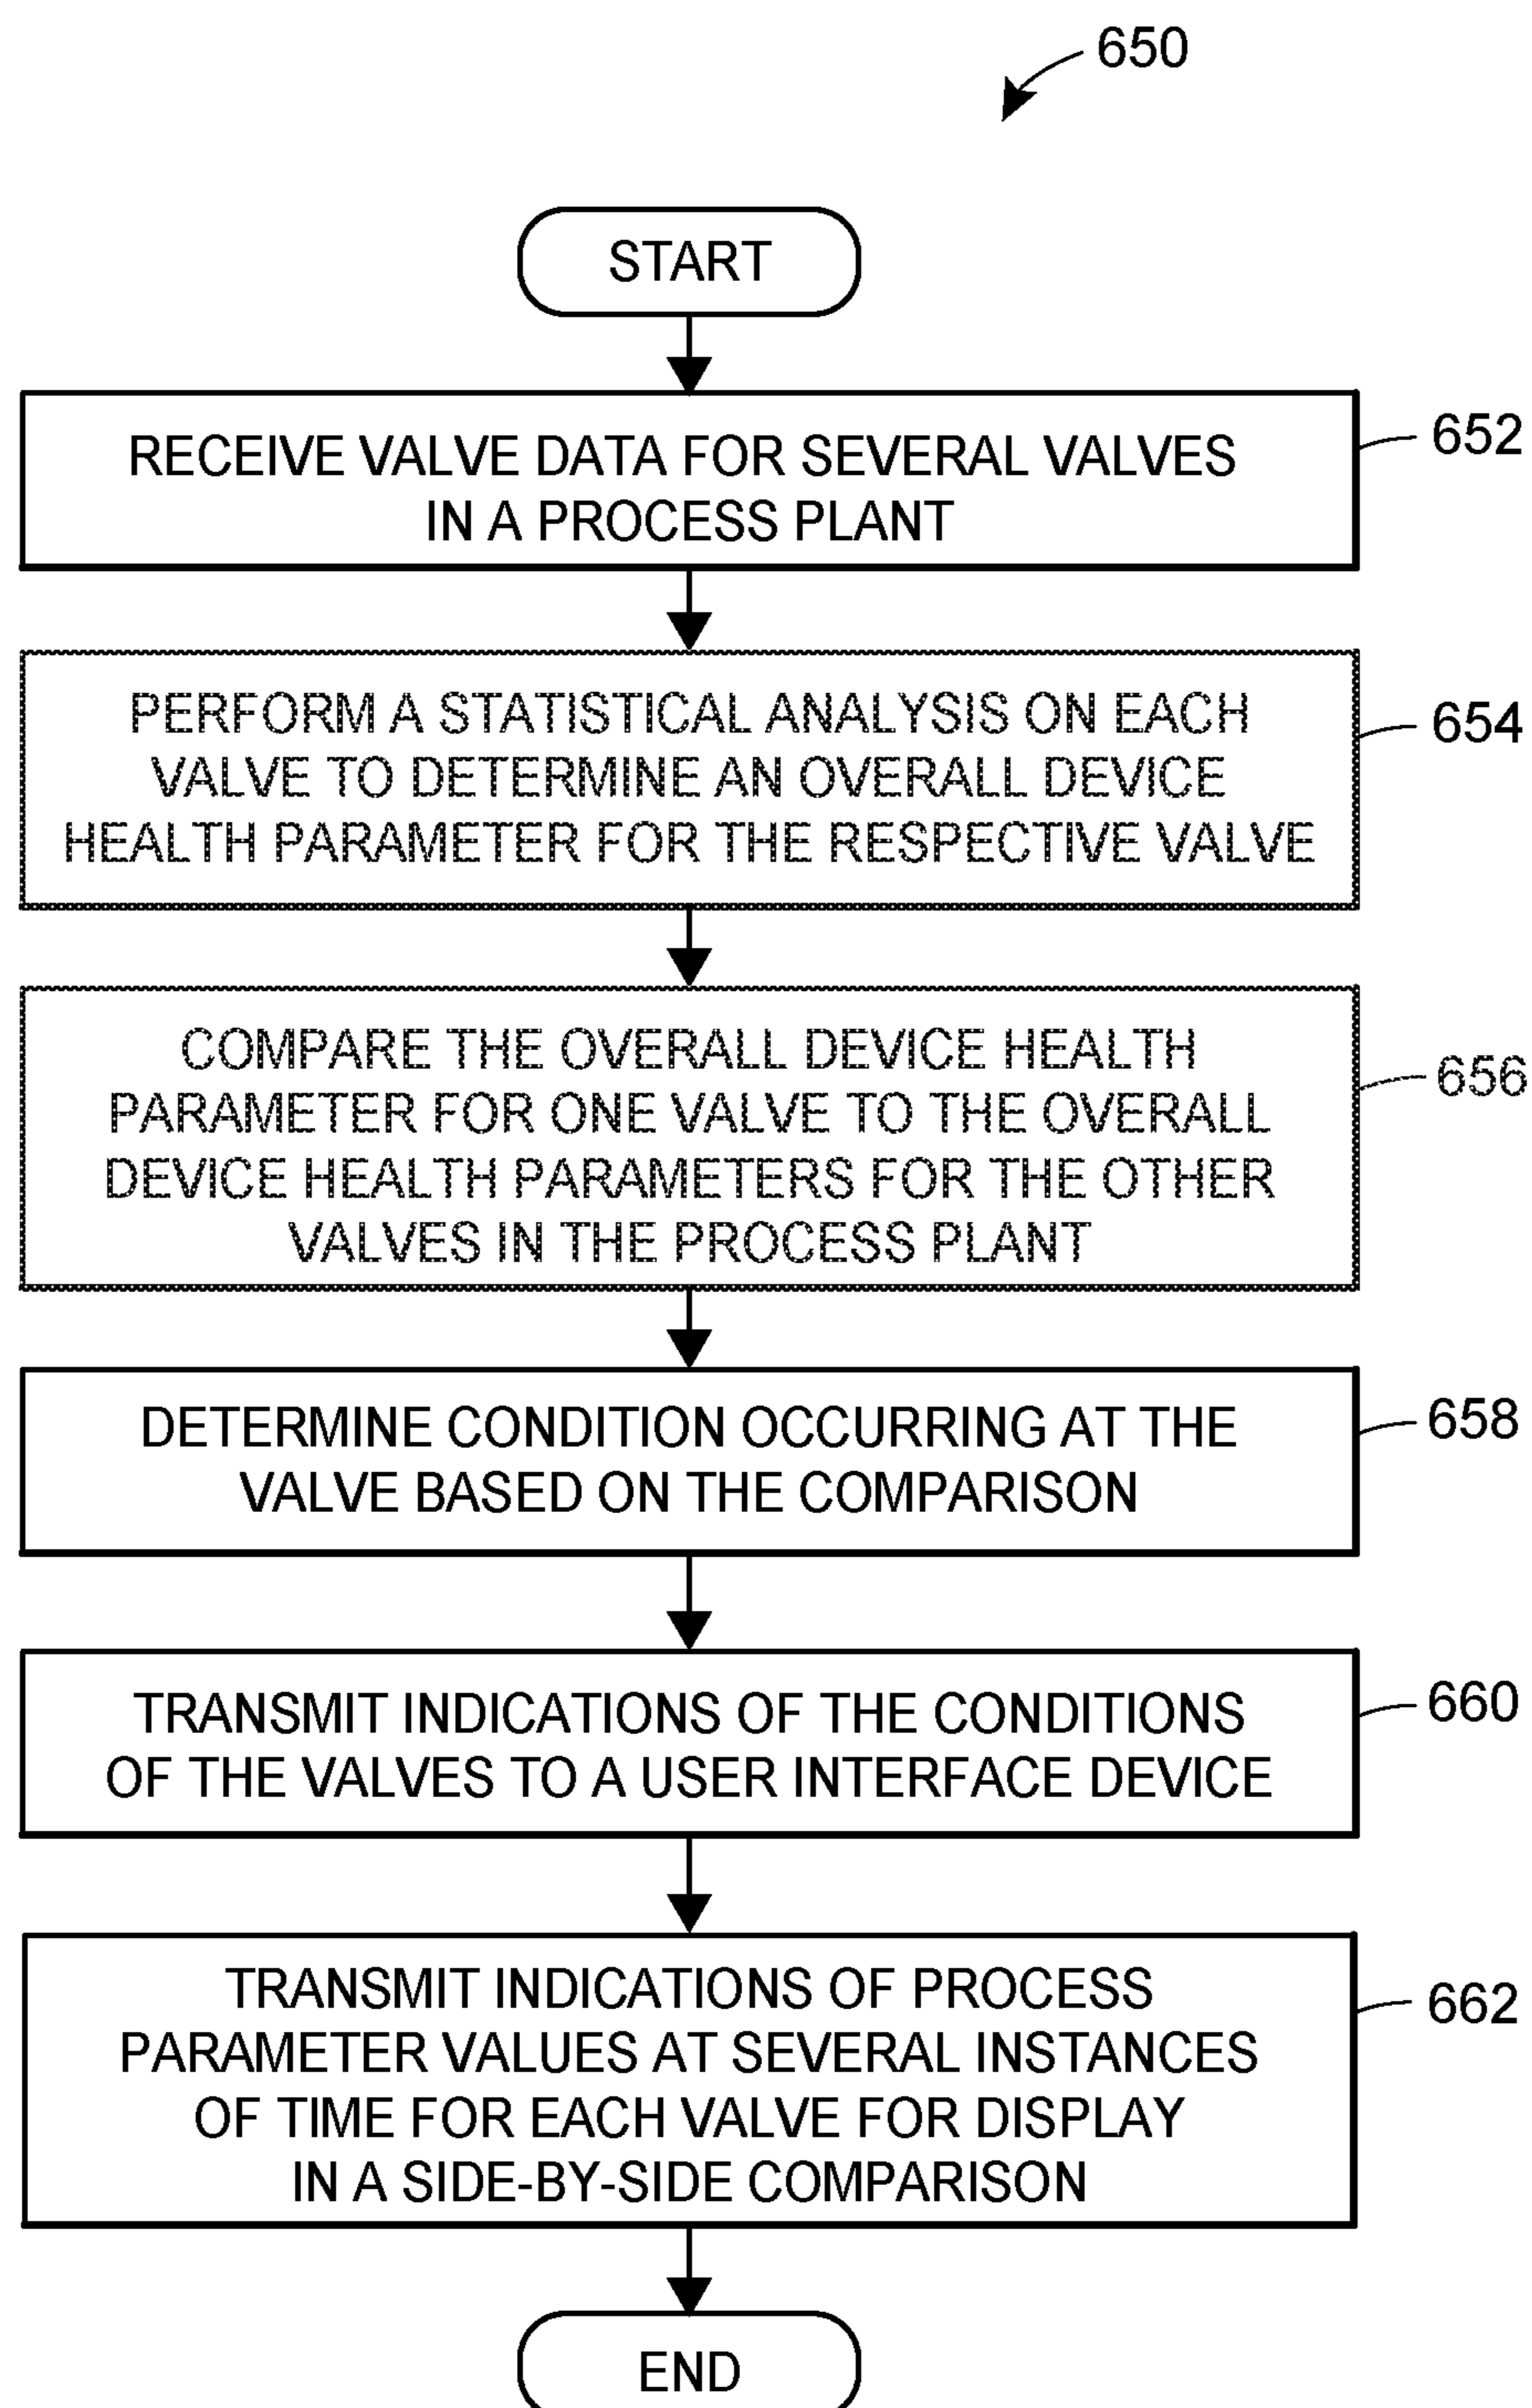 650
START
RECEIVE VALVE DATA FOR SEVERAL VALVES
IN A PROCESS PLANT
652
PERFORM A STATISTICAL ANALYSIS ON EACH
VALVE TO DETERMINE AN OVERALL DEVICE
HEALTH PARAMETER FOR THE RESPECTIVE VALVE
654
COMPARE THE OVERALL DEVICE HEALTH
PARAMETER FOR ONE VALVE TO THE OVERALL
DEVICE HEALTH PARAMETERS FOR THE OTHER
VALVES IN THE PROCESS PLANT
656
DETERMINE CONDITION OCCURRING AT THE
VALVE BASED ON THE COMPARISON
658
TRANSMIT INDICATIONS OF THE CONDITIONS
OF THE VALVES TO A USER INTERFACE DEVICE
660
TRANSMIT INDICATIONS OF PROCESS
PARAMETER VALUES AT SEVERAL INSTANCES
OF TIME FOR EACH VALVE FOR DISPLAY
IN A SIDE-BY-SIDE COMPARISON
662
END